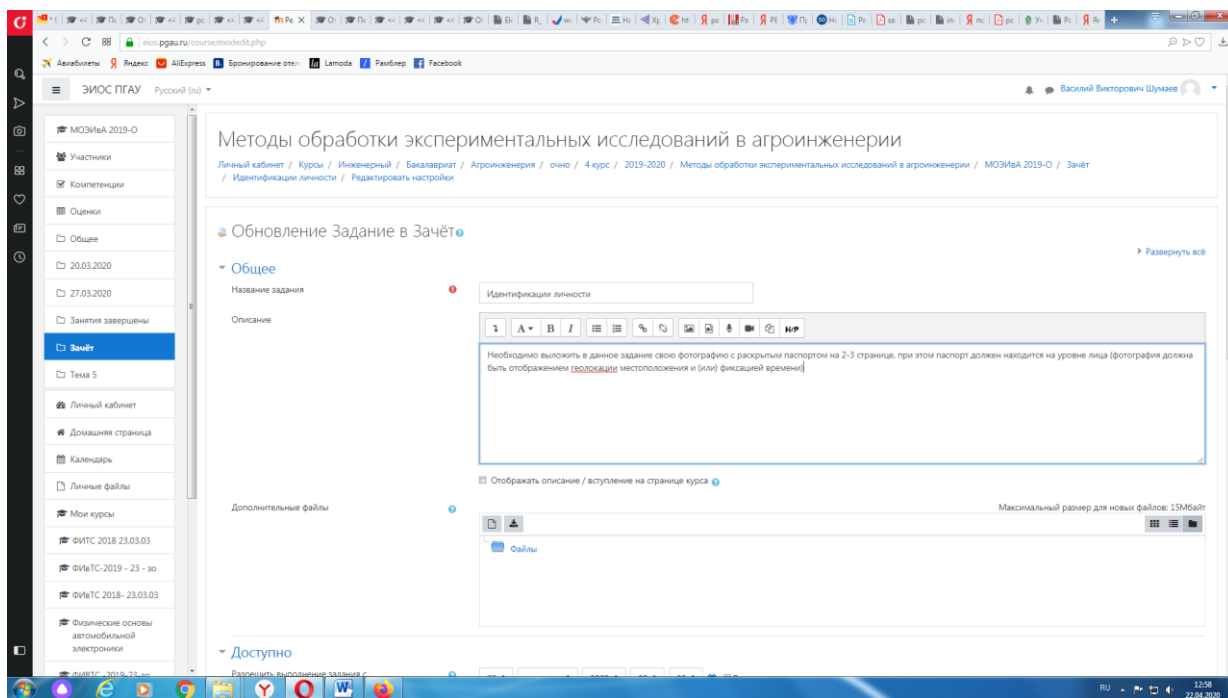 88 eios.pgau.ru/course/modedit.php
Авиабилеты Яндекс AliExpress Бронирование отел Lamoda Рамблер Facebook
ЭИОС ПГАУ Русский (ru) Василий Викторович Шумаев
МОЭИвА 2019-О
Участники
Компетенции
Оценки
Общее
20.03.2020
27.03.2020
Занятия завершены
Зачёт
Тема 5
Личный кабинет
Домашняя страница
Календарь
Личные файлы
Мои курсы
ФИТС 2018 23.03.03
ФИвТС-2019 - 23 - зо
ФИвТС 2018- 23.03.03
Физические основы
автомобильной
электроники
ФИВТС -2019-23-зо
Методы обработки экспериментальных исследований в агроинженерии
Личный кабинет / Курсы / Инженерный / Бакалавриат / Агроинженерия / очно / 4 курс / 2019-2020 / Методы обработки экспериментальных исследований в агроинженерии / МОЭИвА 2019-О / Зачёт
/ Идентификации личности / Редактировать настройки
Обновление Задание в Зачёт
Развернуть всё
Общее
Название задания Идентификации личности
Описание
Необходимо выложить в данное задание свою фотографию с раскрытым паспортом на 2-3 странице, при этом паспорт должен находится на уровне лица (фотография должна
быть отображением геолокации местоположения и (или) фиксацией времени)
Отображать описание / вступление на странице курса
Дополнительные файлы Максимальный размер для новых файлов: 15Мбайт
Файлы
Доступно
Разрешить выполнение задания с
RU 12:58
22.04.2020